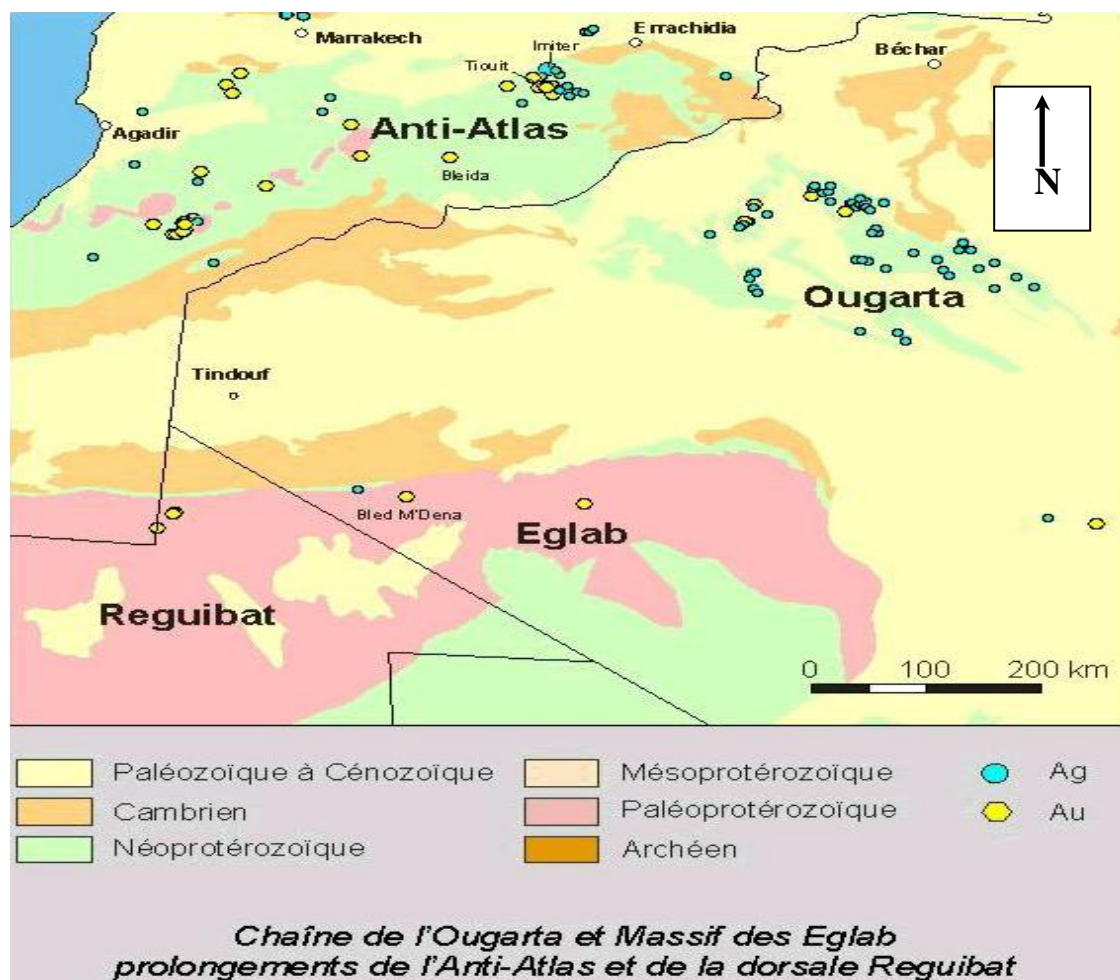 Marrakech
Imiter
Errachidia
Tiouit
Béchar
Agadir
Anti-Atlas
Bleida
N
Ougarta
Tindouf
Bled M'Dena
Eglab
Reguibat
0 100 200 km
Paléozoïque à Cénozoïque
Mésoprotérozoïque
Ag
Cambrien
Paléoprotérozoïque
Au
Néoprotérozoïque
Archéen
Chaîne de l'Ougarta et Massif des Eglab
prolongements de l'Anti-Atlas et de la dorsale Reguibat